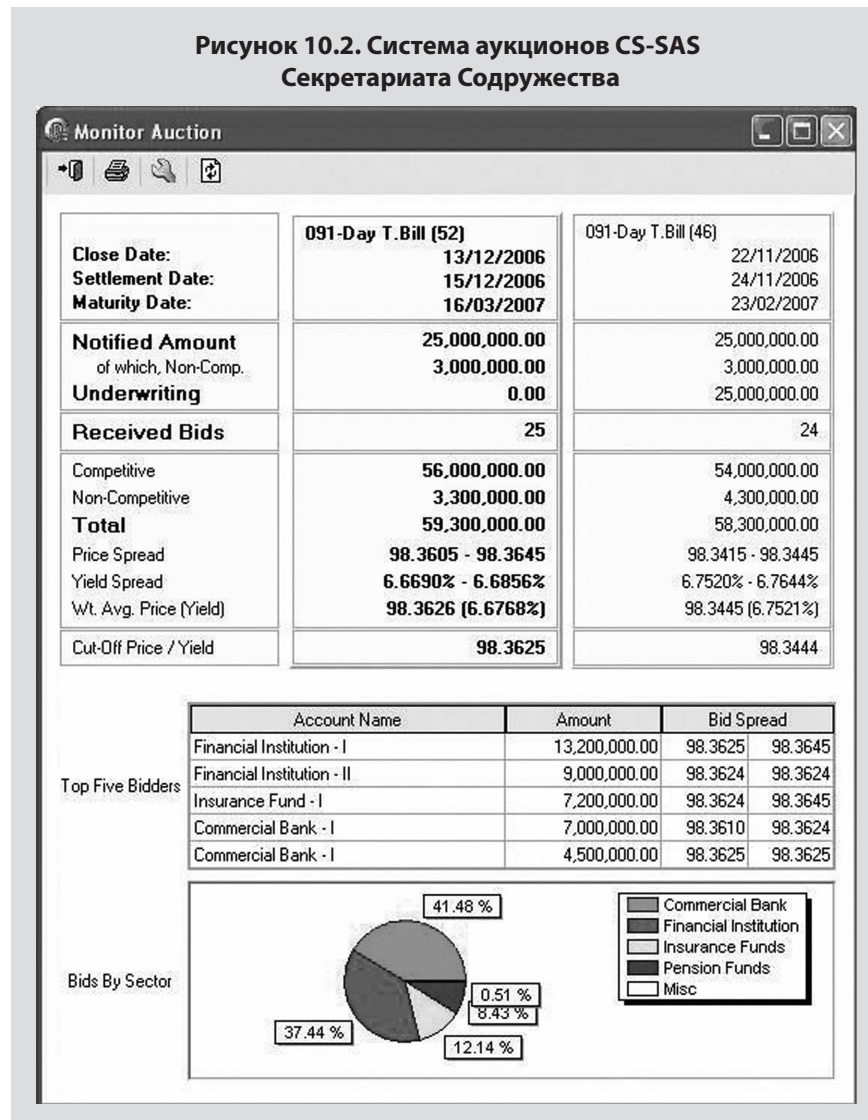 Рисунок 10.2. Система аукционов CS-SAS
Секретариата Содружества
Monitor Auction
091-Day T.Bill (52) 091-Day T.Bill (46)
Close Date: 13/12/2006 22/11/2006
Settlement Date: 15/12/2006 24/11/2006
Maturity Date: 16/03/2007 23/02/2007
Notified Amount 25,000,000.00 25,000,000.00
of which, Non-Comp. 3,000,000.00 3,000,000.00
Underwriting 0.00 25,000,000.00
Received Bids 25 24
Competitive 56,000,000.00 54,000,000.00
Non-Competitive 3,300,000.00 4,300,000.00
Total 59,300,000.00 58,300,000.00
Price Spread 98.3605 - 98.3645 98.3415 - 98.3445
Yield Spread 6.6690% - 6.6856% 6.7520% - 6.7644%
Wt. Avg. Price (Yield) 98.3626 (6.6768%) 98.3445 (6.7521%)
Cut-Off Price / Yield 98.3625 98.3444
Account Name Amount Bid Spread
Top Five Bidders
Financial Institution - I 13,200,000.00 98.3625 98.3645
Financial Institution - II 9,000,000.00 98.3624 98.3624
Insurance Fund - I 7,200,000.00 98.3624 98.3645
Commercial Bank - I 7,000,000.00 98.3610 98.3624
Commercial Bank - I 4,500,000.00 98.3625 98.3625
Bids By Sector
41.48 %
0.51 %
8.43 %
12.14 %
37.44 %
Commercial Bank
Financial Institution
Insurance Funds
Pension Funds
Misc